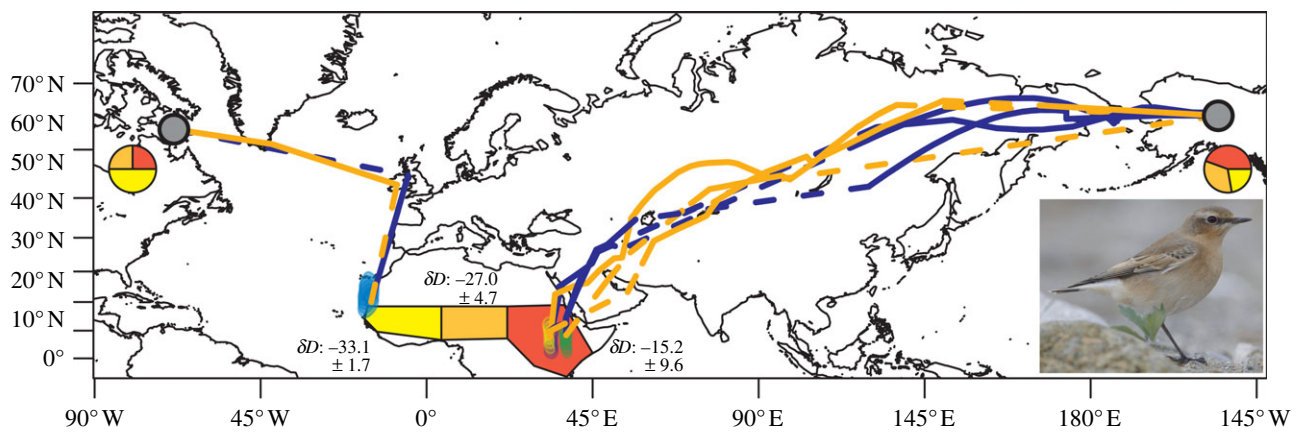 70° N
60° N
50° N
40° N
30° N
20° N
10° N
0°
δD: –27.0
± 4.7
δD: –33.1
± 1.7
δD: –15.2
± 9.6
90° W
45° W
0°
45° E
90° E
145° E
180° E
145° W